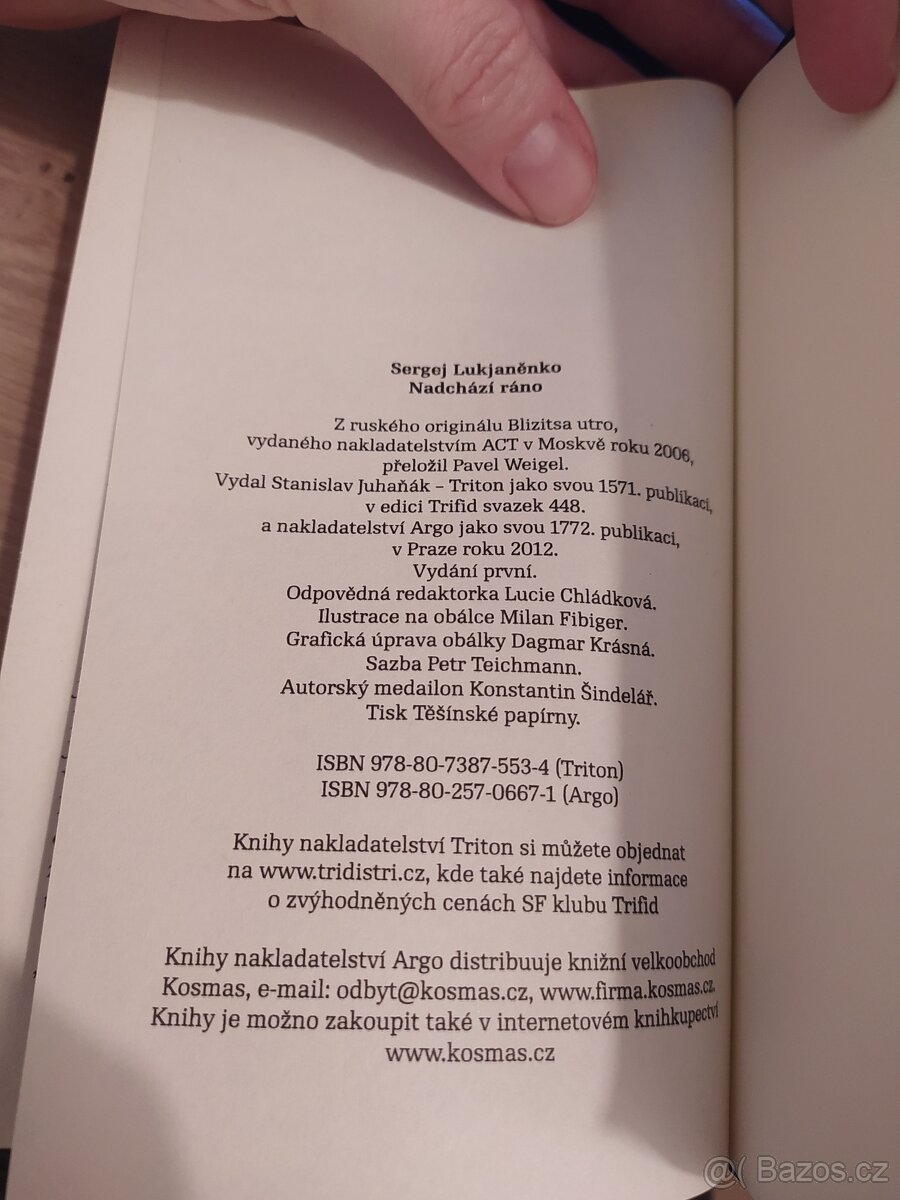 Sergej Lukjaněnko
Nadchází ráno
Z ruského originálu Blizitsa utro,
vydaného nakladatelstvím ACT v Moskvě roku 2006,
přeložil Pavel Weigel.
Vydal Stanislav Juhaňák – Triton jako svou 1571. publikaci,
v edici Trifid svazek 448.
a nakladatelství Argo jako svou 1772. publikaci,
v Praze roku 2012.
Vydání první.
Odpovědná redaktorka Lucie Chládková.
Ilustrace na obálce Milan Fibiger.
Grafická úprava obálky Dagmar Krásná.
Sazba Petr Teichmann.
Autorský medailon Konstantin Šindelář.
Tisk Těšínské papírny.
ISBN 978-80-7387-553-4 (Triton)
ISBN 978-80-257-0667-1 (Argo)
Knihy nakladatelství Triton si můžete objednat
na www.tridistri.cz, kde také najdete informace
o zvýhodněných cenách SF klubu Trifid
Knihy nakladatelství Argo distribuuje knižní velkoobchod
Kosmas, e-mail: odbyt@kosmas.cz, www.firma.kosmas.cz.
Knihy je možno zakoupit také v internetovém knihkupectví
www.kosmas.cz
@( Bazos.cz